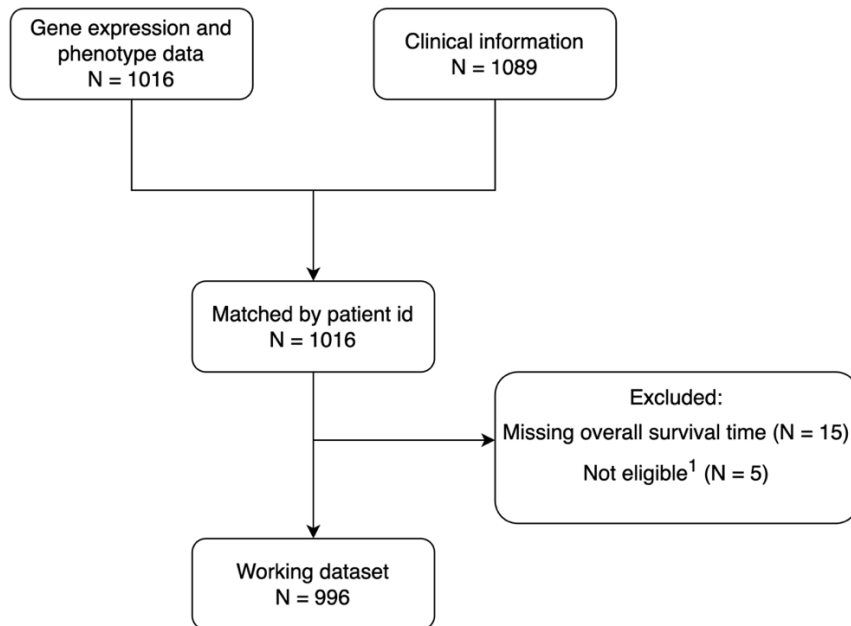 Gene expression and
phenotype data
N = 1016
Clinical information
N = 1089
Matched by patient id
N = 1016
Excluded:
Missing overall survival time (N = 15)
Not eligible¹ (N = 5)
Working dataset
N = 996